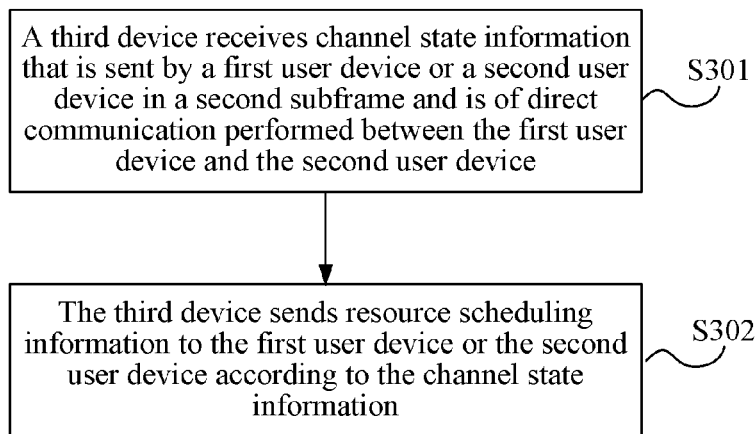 A third device receives channel state information
that is sent by a first user device or a second user
device in a second subframe and is of direct
communication performed between the first user
device and the second user device
S301
The third device sends resource scheduling
information to the first user device or the second
user device according to the channel state
information
S302